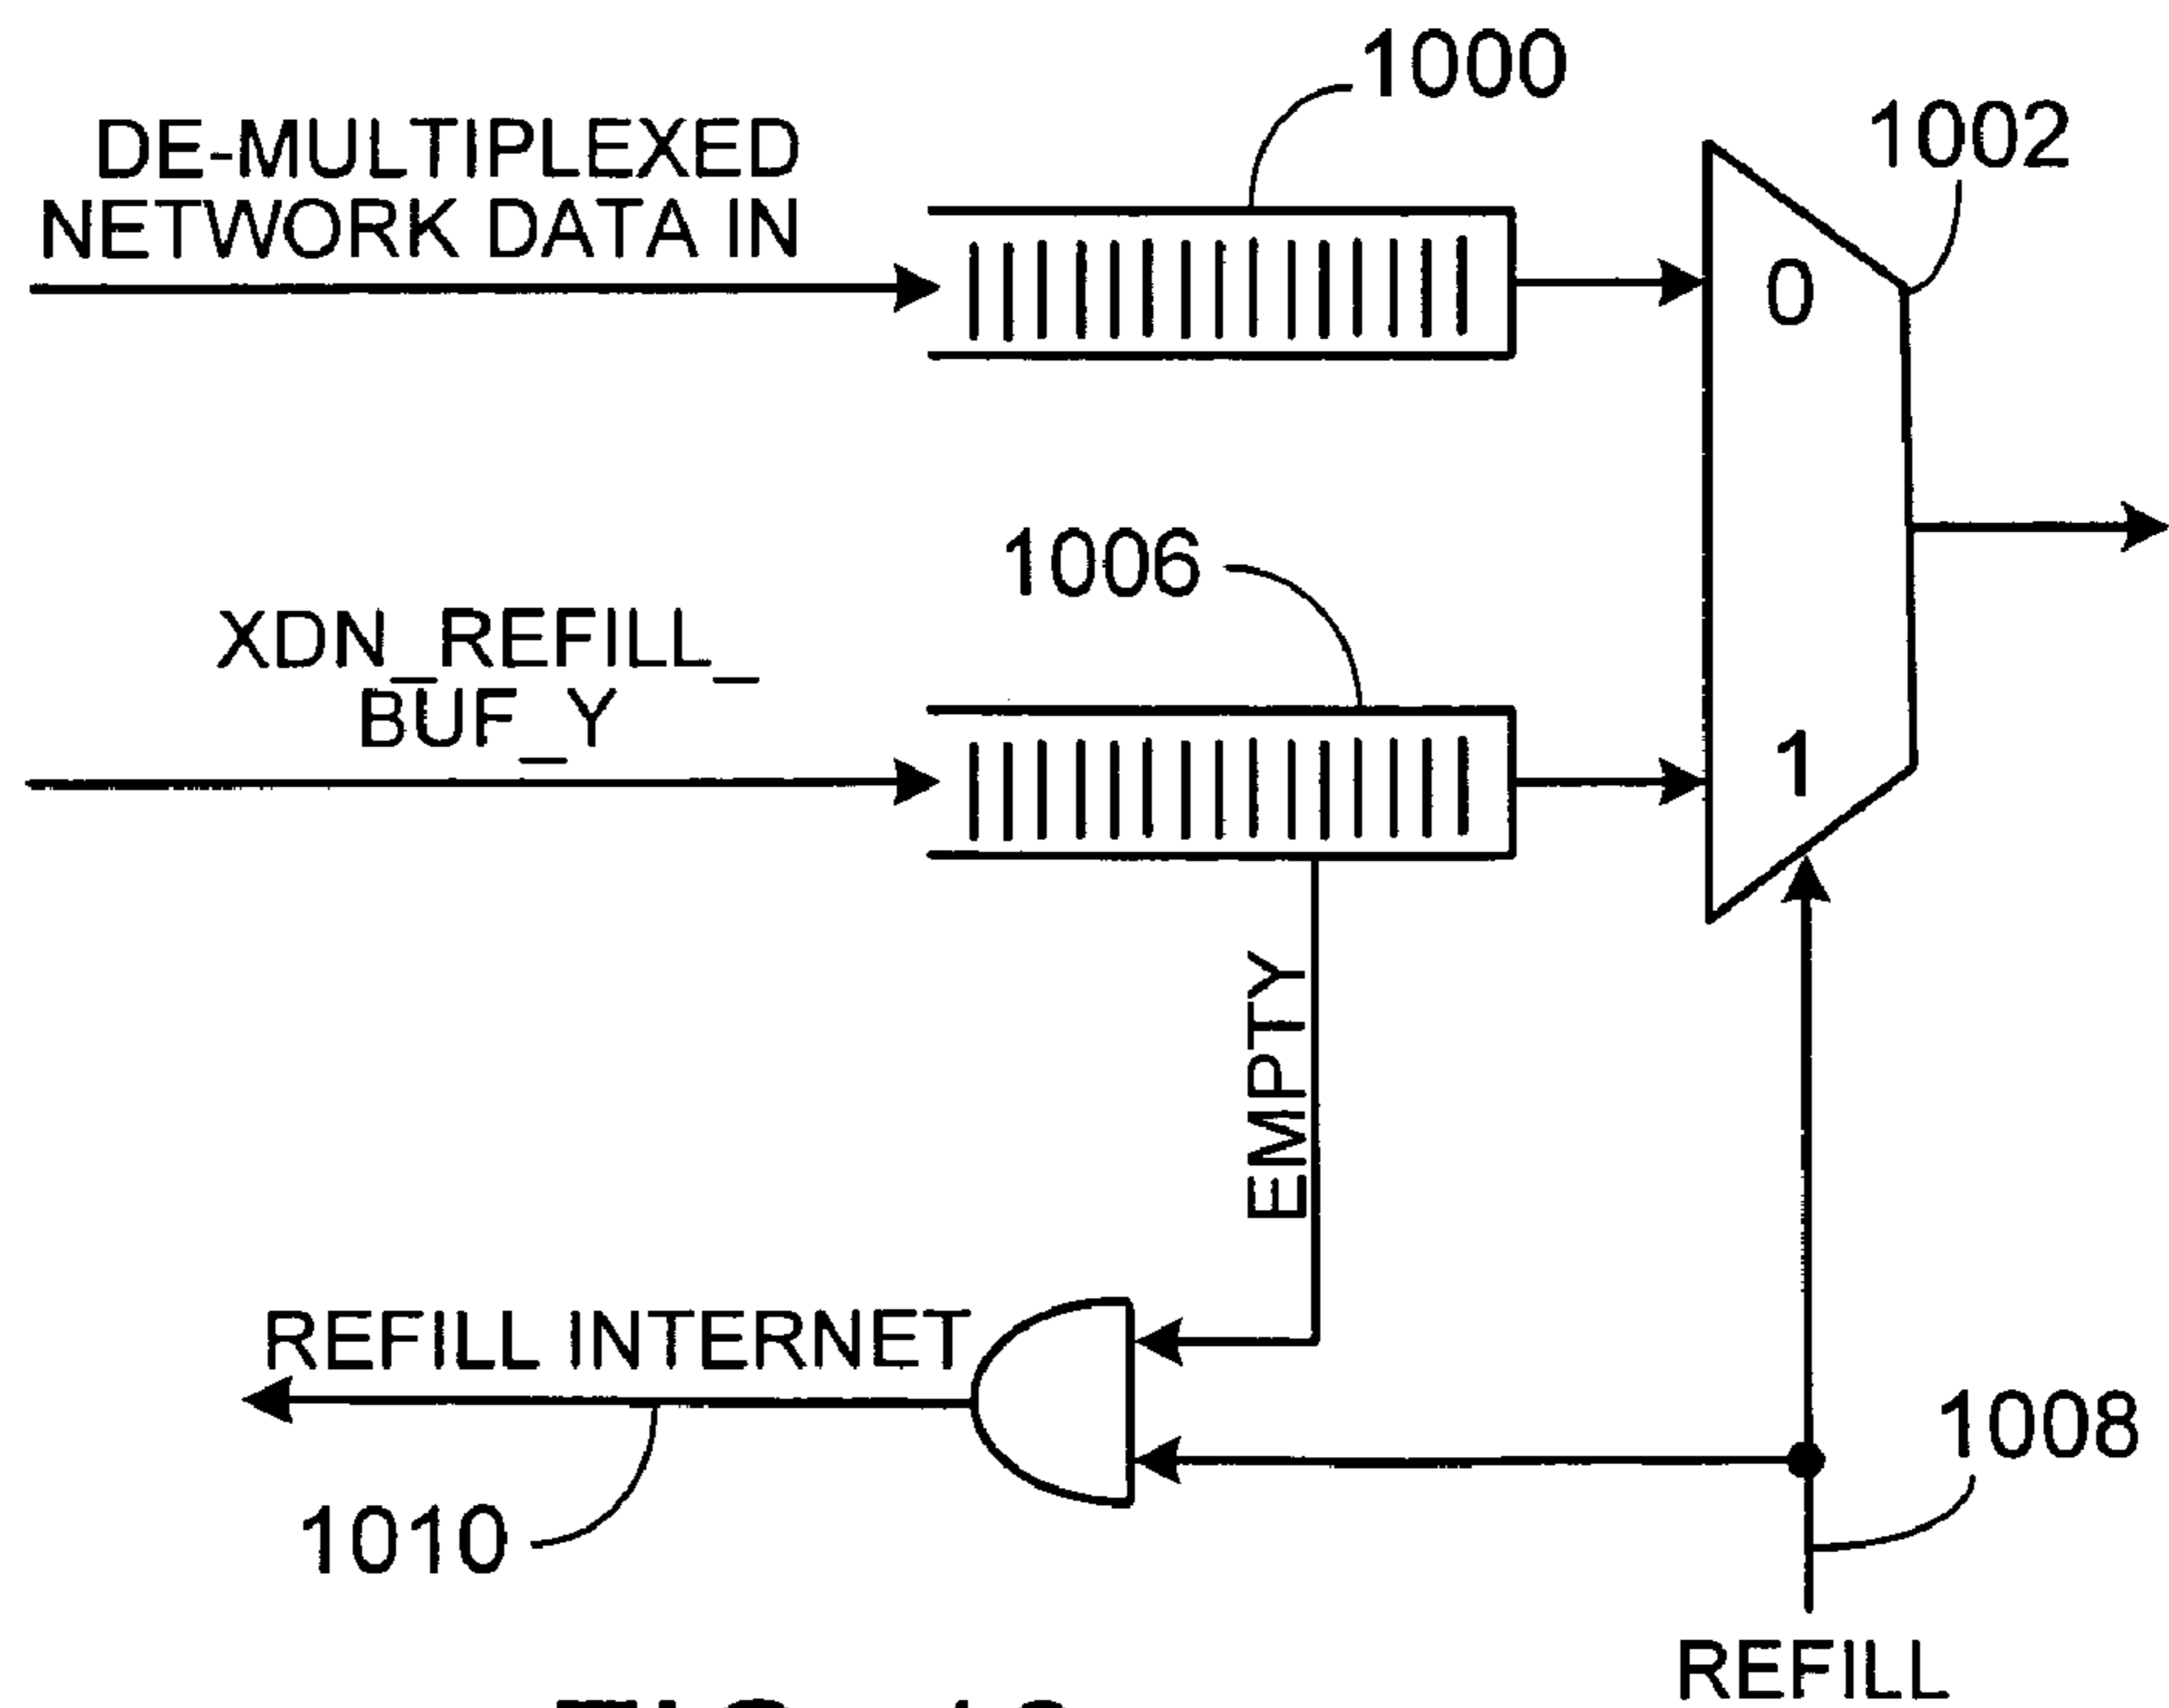 1000
1002
DE-MULTIPLEXED
NETWORK DATA IN
0
1006
XDN_REFILL_
BUF_Y
1
EMPTY
REFILL INTERNET
1008
1010
REFILL